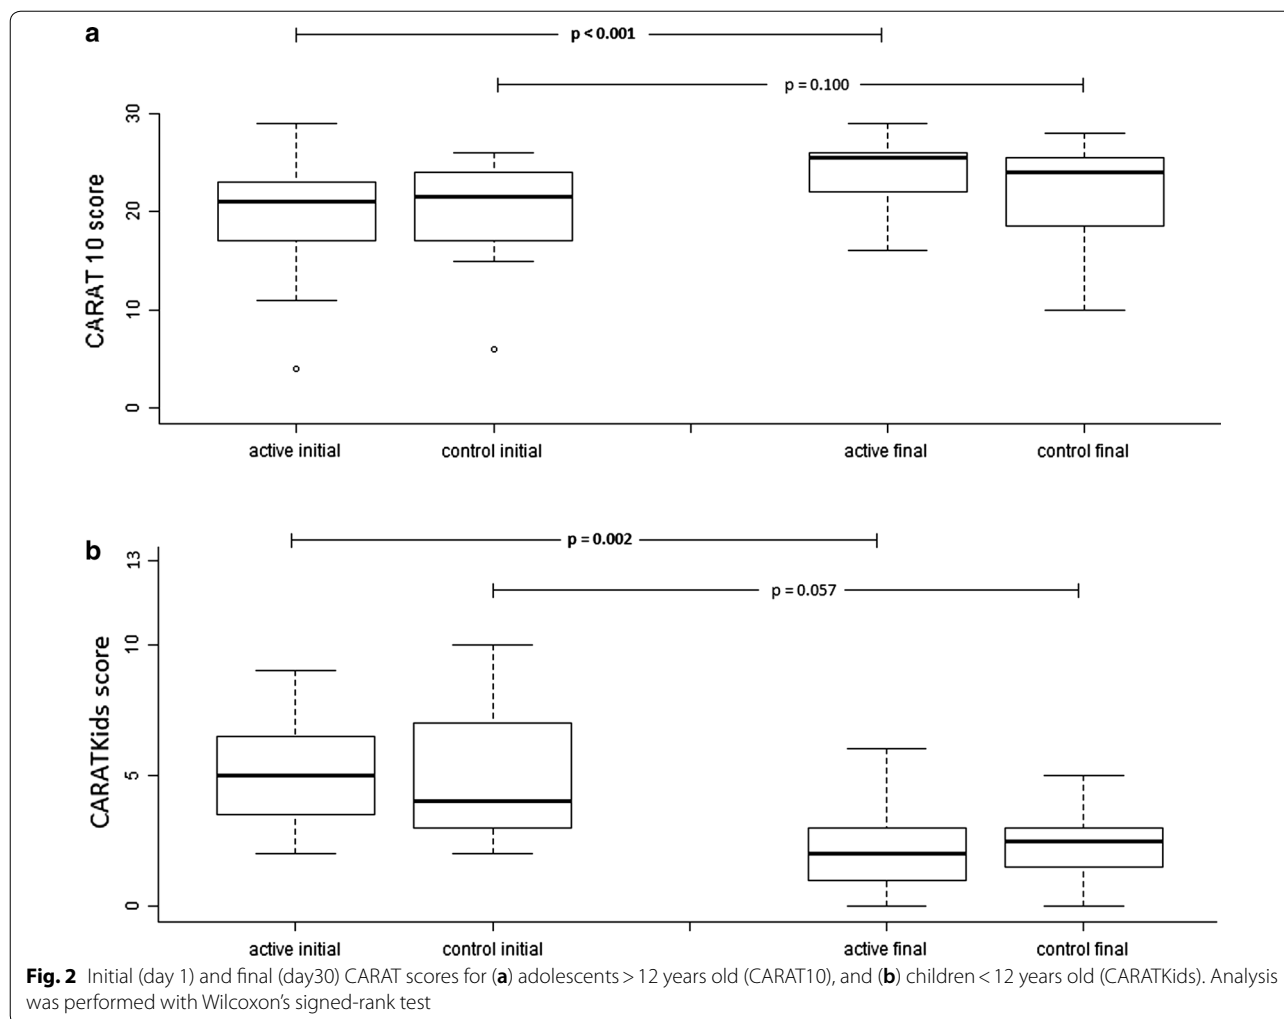 a
p < 0.001
p = 0.100
CARAT 10 score
30
20
10
0
active initial control initial active final control final
b
p = 0.002
p = 0.057
CARATKids score
13
10
5
0
active initial control initial active final control final
Fig. 2 Initial (day 1) and final (day30) CARAT scores for (a) adolescents > 12 years old (CARAT10), and (b) children < 12 years old (CARATKids). Analysis
was performed with Wilcoxon's signed-rank test